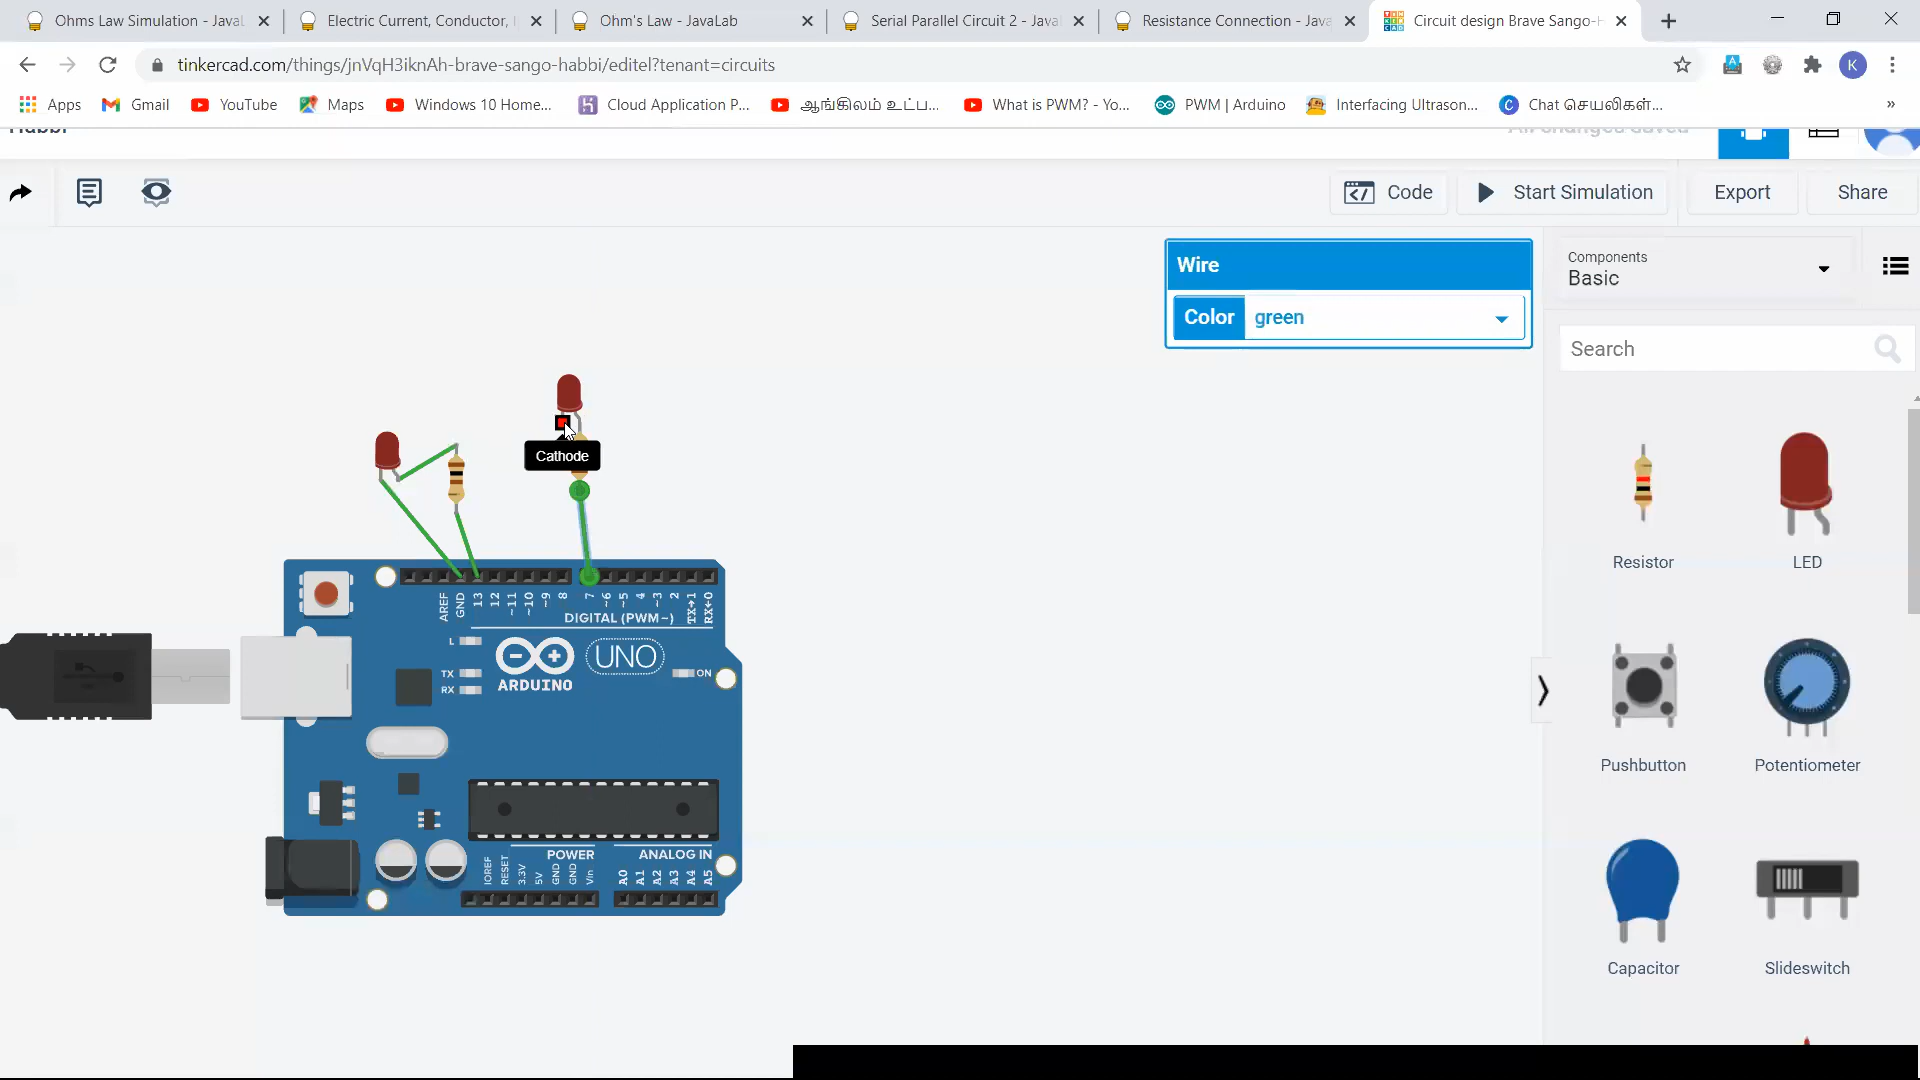 Ohms Law Simulation - JavaL
Electric Current, Conductor,
Ohm's Law - JavaLab
Serial Parallel Circuit 2 - Java
Resistance Connection - Java
Circuit design Brave Sango-H
tinkercad.com/things/jnVqH3iknAh-brave-sango-habbi/editel?tenant=circuits
K
Apps
Gmail
YouTube
Maps
Windows 10 Home...
Cloud Application P...
ஆங்கிலம் உட்ப...
What is PWM? - Yo...
PWM | Arduino
Interfacing Ultrason...
Chat செயலிகள்...
»
Habbi
All changes saved
Code
Start Simulation
Export
Share
Wire
Color green
Components
Basic
Search
Resistor
LED
Pushbutton
Potentiometer
Capacitor
Slideswitch
Cathode
AREF
GND
13
12
~11
~10
~9
8
7
~6
~5
4
~3
2
TX→1
RX←0
DIGITAL (PWM~)
L
TX
RX
UNO
ARDUINO
ON
POWER
ANALOG IN
IOREF
RESET
3.3V
5V
GND
GND
Vin
A0
A1
A2
A3
A4
A5